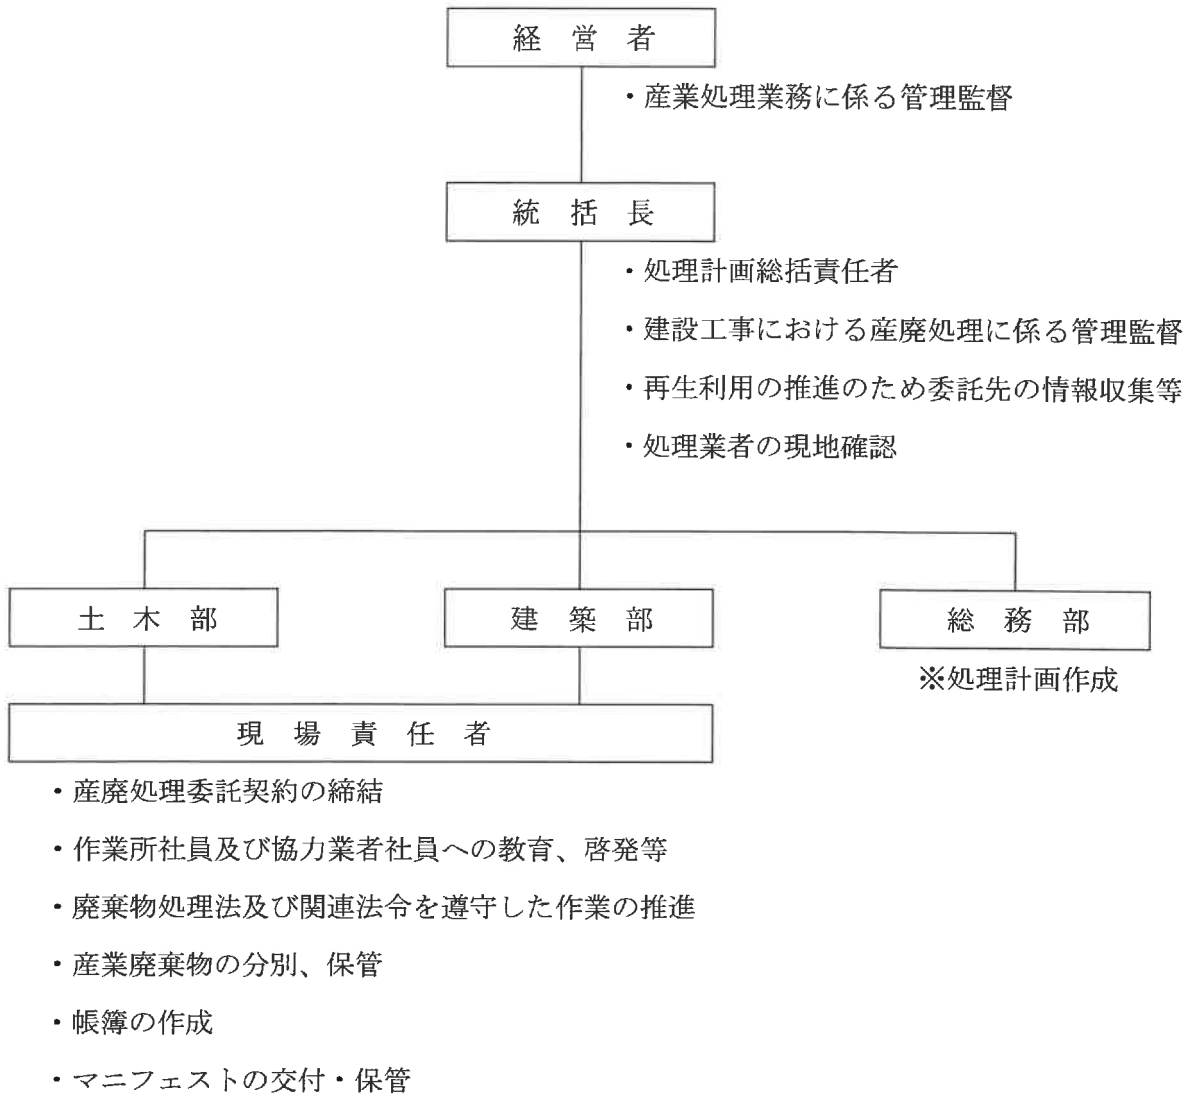 経営者
・産業処理業務に係る管理監督
統括長
・処理計画総括責任者
・建設工事における産廃処理に係る管理監督
・再生利用の推進のため委託先の情報収集等
・処理業者の現地確認
土木部
建築部
総務部
※処理計画作成
現場責任者
・産廃処理委託契約の締結
・作業所社員及び協力業者社員への教育、啓発等
・廃棄物処理法及び関連法令を遵守した作業の推進
・産業廃棄物の分別、保管
・帳簿の作成
・マニフェストの交付・保管